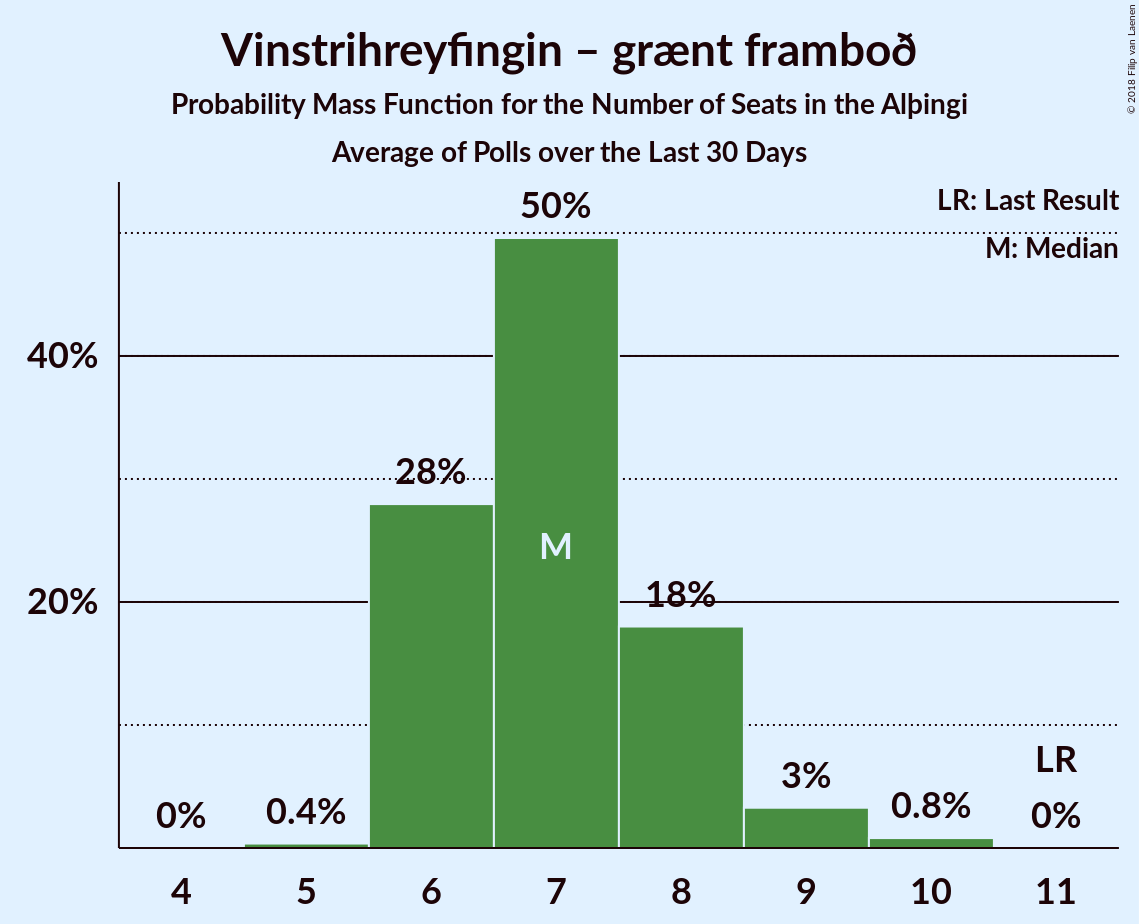 Vinstrihreyfingin – grænt framboð
Probability Mass Function for the Number of Seats in the Alþingi
Average of Polls over the Last 30 Days
© 2018 Filip van Laenen
LR: Last Result
M: Median
50%
40%
28%
M
20%
18%
LR
3%
0%
0.4%
0.8%
0%
4 5 6 7 8 9 10 11